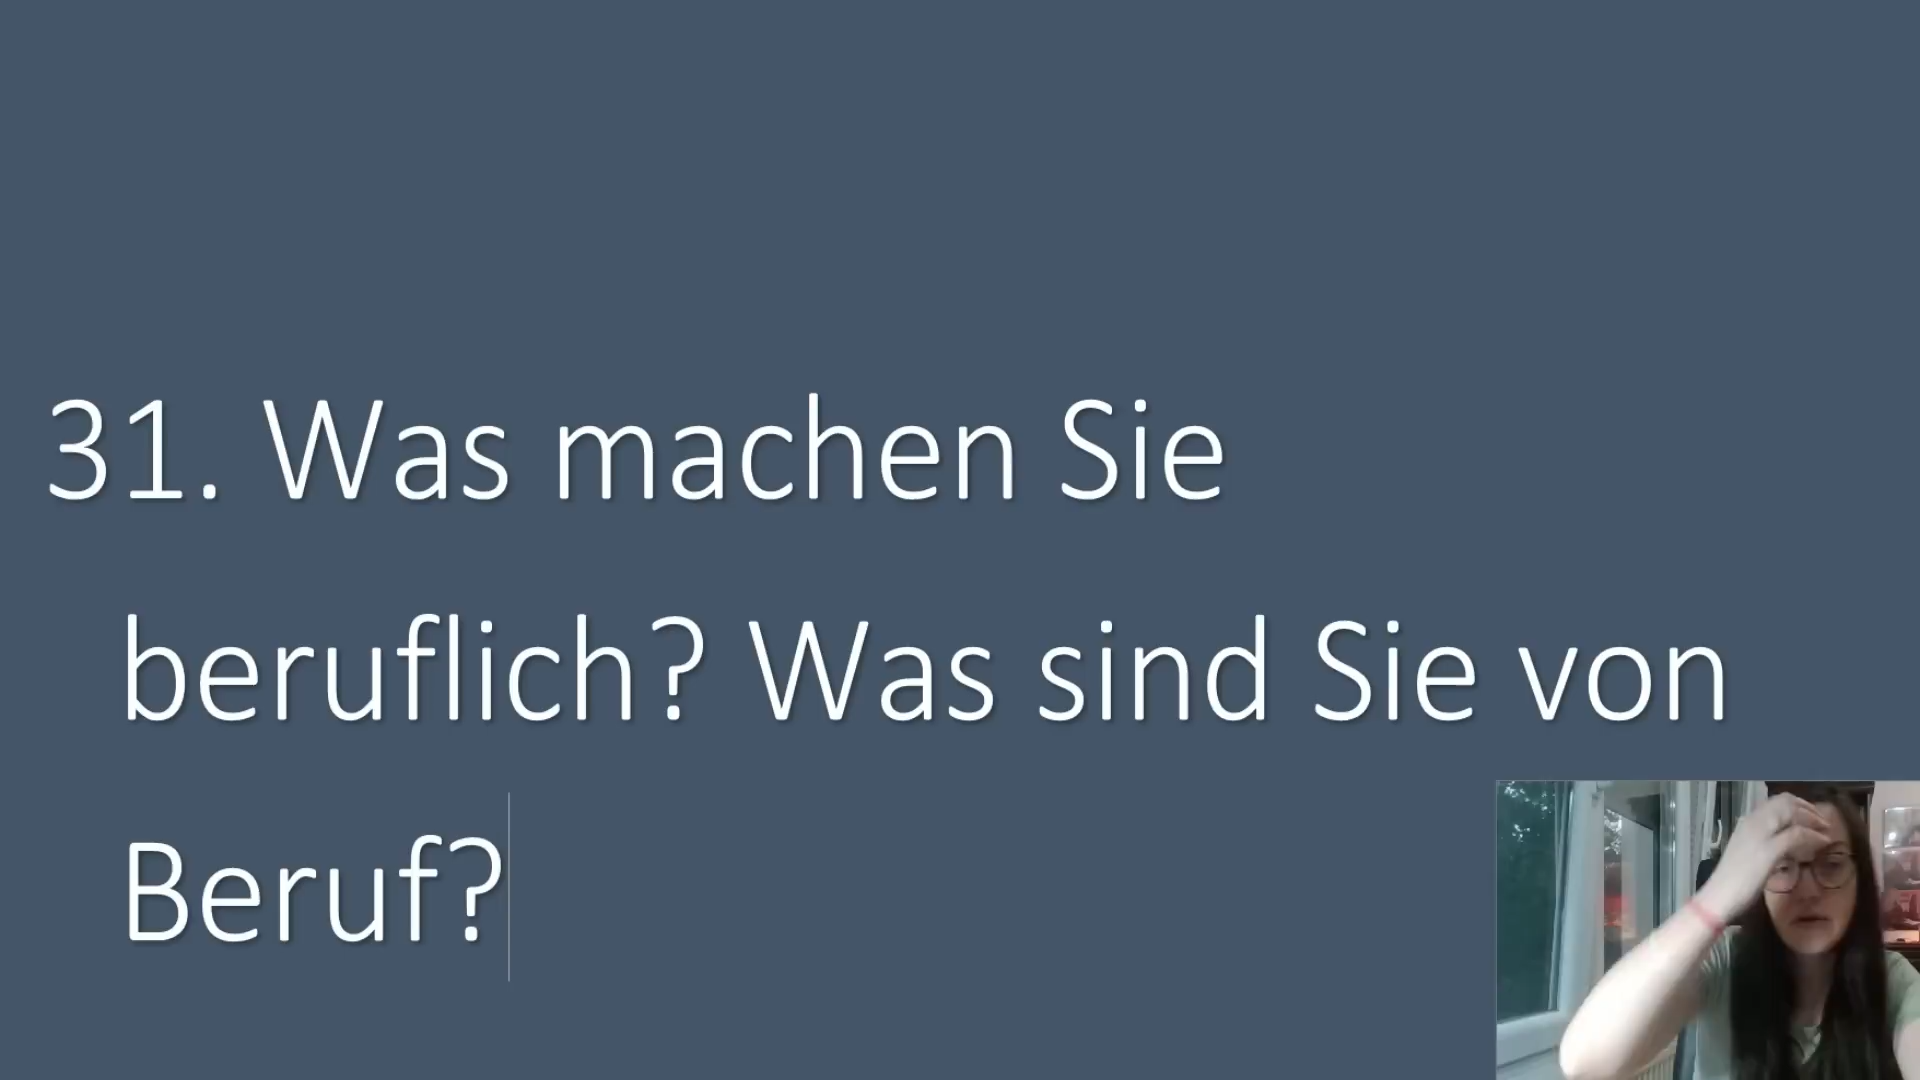 31. Was machen Sie
beruflich? Was sind Sie von
Beruf?